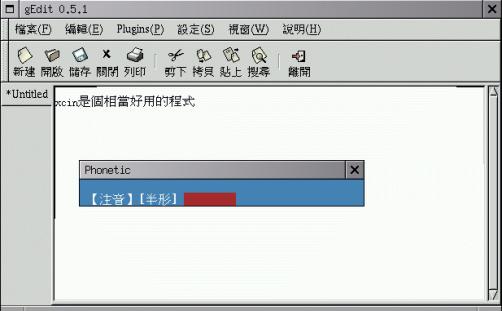 gEdit 0.5.1
檔案(F) 編輯(E) Plugins(P) 設定(S) 視窗(W) 說明(H)
新建 開啟 儲存 關閉 列印 剪下 拷貝 貼上 搜尋 離開
*Untitled
xcin是個相當好用的程式
Phonetic
【注音】[半形]